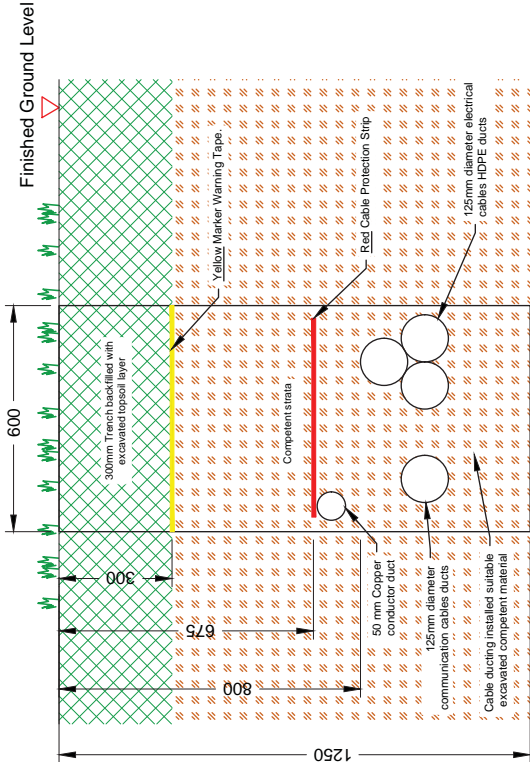 Finished Ground Level
600
300mm Trench backfilled with
excavated topsoil layer
Yellow Marker Warning Tape.
300
Competent strata
Red Cable Protection Strip
675
50 mm Copper
conductor duct
800
125mm diameter
communication cables ducts
125mm diameter electrical
cables HDPE ducts
Cable ducting installed suitable
excavated competent material
1250